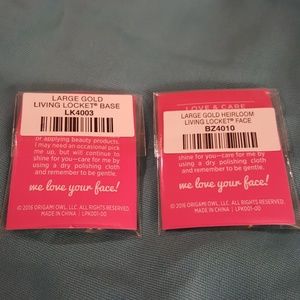 LARGE GOLD
LIVING LOCKET® BASE
LK4003
or applying beauty products.
I may need an occasional pick
me up, but will continue to
shine for you—care for me by
using a dry polishing cloth
and remember to be gentle.
we love your face!
© 2016 ORIGAMI OWL, LLC. ALL RIGHTS RESERVED.
MADE IN CHINA | LPK001-00
LOVE & CARE
LARGE GOLD HEIRLOOM
LIVING LOCKET® FACE
BZ4010
shine for you—care for me by
using a dry polishing cloth
and remember to be gentle.
we love your face!
© 2016 ORIGAMI OWL, LLC. ALL RIGHTS RESERVED.
MADE IN CHINA | LPK001-00